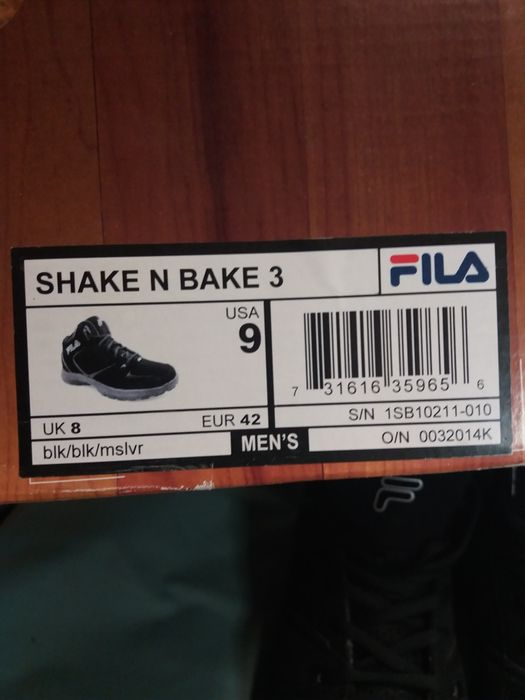 SHAKE N BAKE 3
FILA
USA
9
UK 8
EUR 42
blk/blk/mslvr
MEN'S
7 31616 35965 6
S/N 1SB10211-010
O/N 0032014K